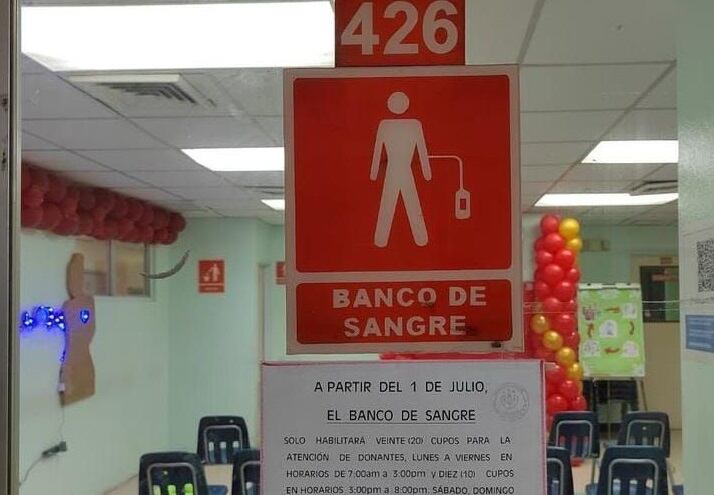 426
BANCO DE
SANGRE
A PARTIR DEL 1 DE JULIO,
EL BANCO DE SANGRE
SOLO HABILITARÁ VEINTE (20) CUPOS PARA LA
ATENCIÓN DE DONANTES, LUNES A VIERNES EN
HORARIOS DE 7:00am a 3:00pm y DIEZ (10) CUPOS
EN HORARIOS 3:00pm a 8:00pm. SÁBADO, DOMINGO